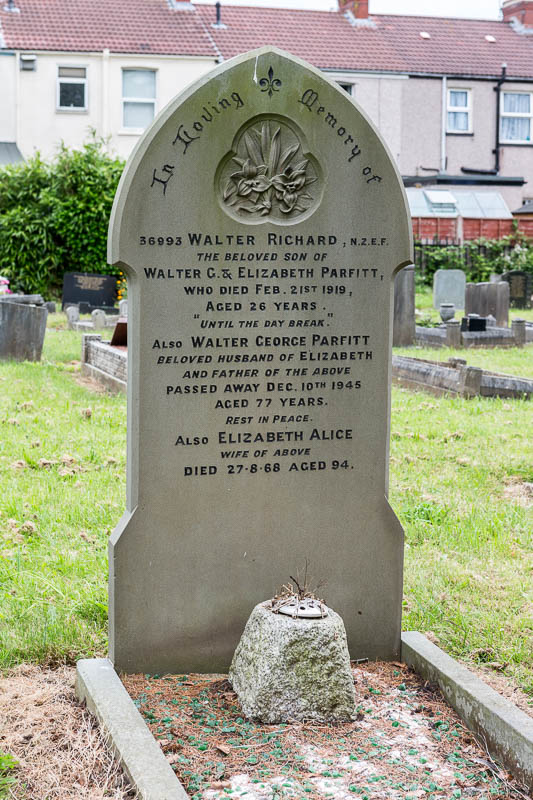 In Loving Memory of
36993 WALTER RICHARD, N.Z.E.F.
THE BELOVED SON OF
WALTER G. & ELIZABETH PARFITT,
WHO DIED FEB. 21ST 1919,
AGED 26 YEARS.
"UNTIL THE DAY BREAK."
ALSO WALTER GEORGE PARFITT
BELOVED HUSBAND OF ELIZABETH
AND FATHER OF THE ABOVE
PASSED AWAY DEC. 10TH 1945
AGED 77 YEARS.
REST IN PEACE.
ALSO ELIZABETH ALICE
WIFE OF ABOVE
DIED 27·8·68 AGED 94.